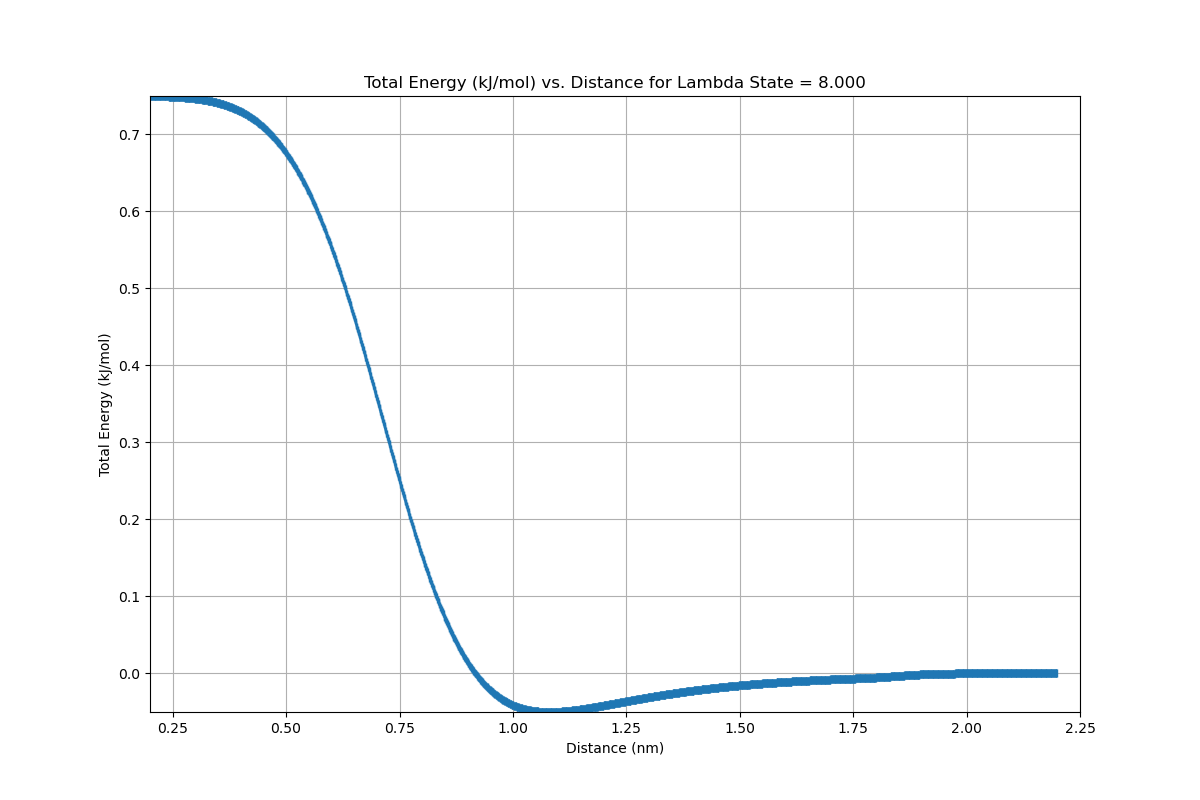 Total Energy (kJ/mol) vs. Distance for Lambda State = 8.000
0.7
0.6
0.5
0.4
0.3
0.2
0.1
0.0
Total Energy (kJ/mol)
0.25 0.50 0.75 1.00 1.25 1.50 1.75 2.00 2.25
Distance (nm)